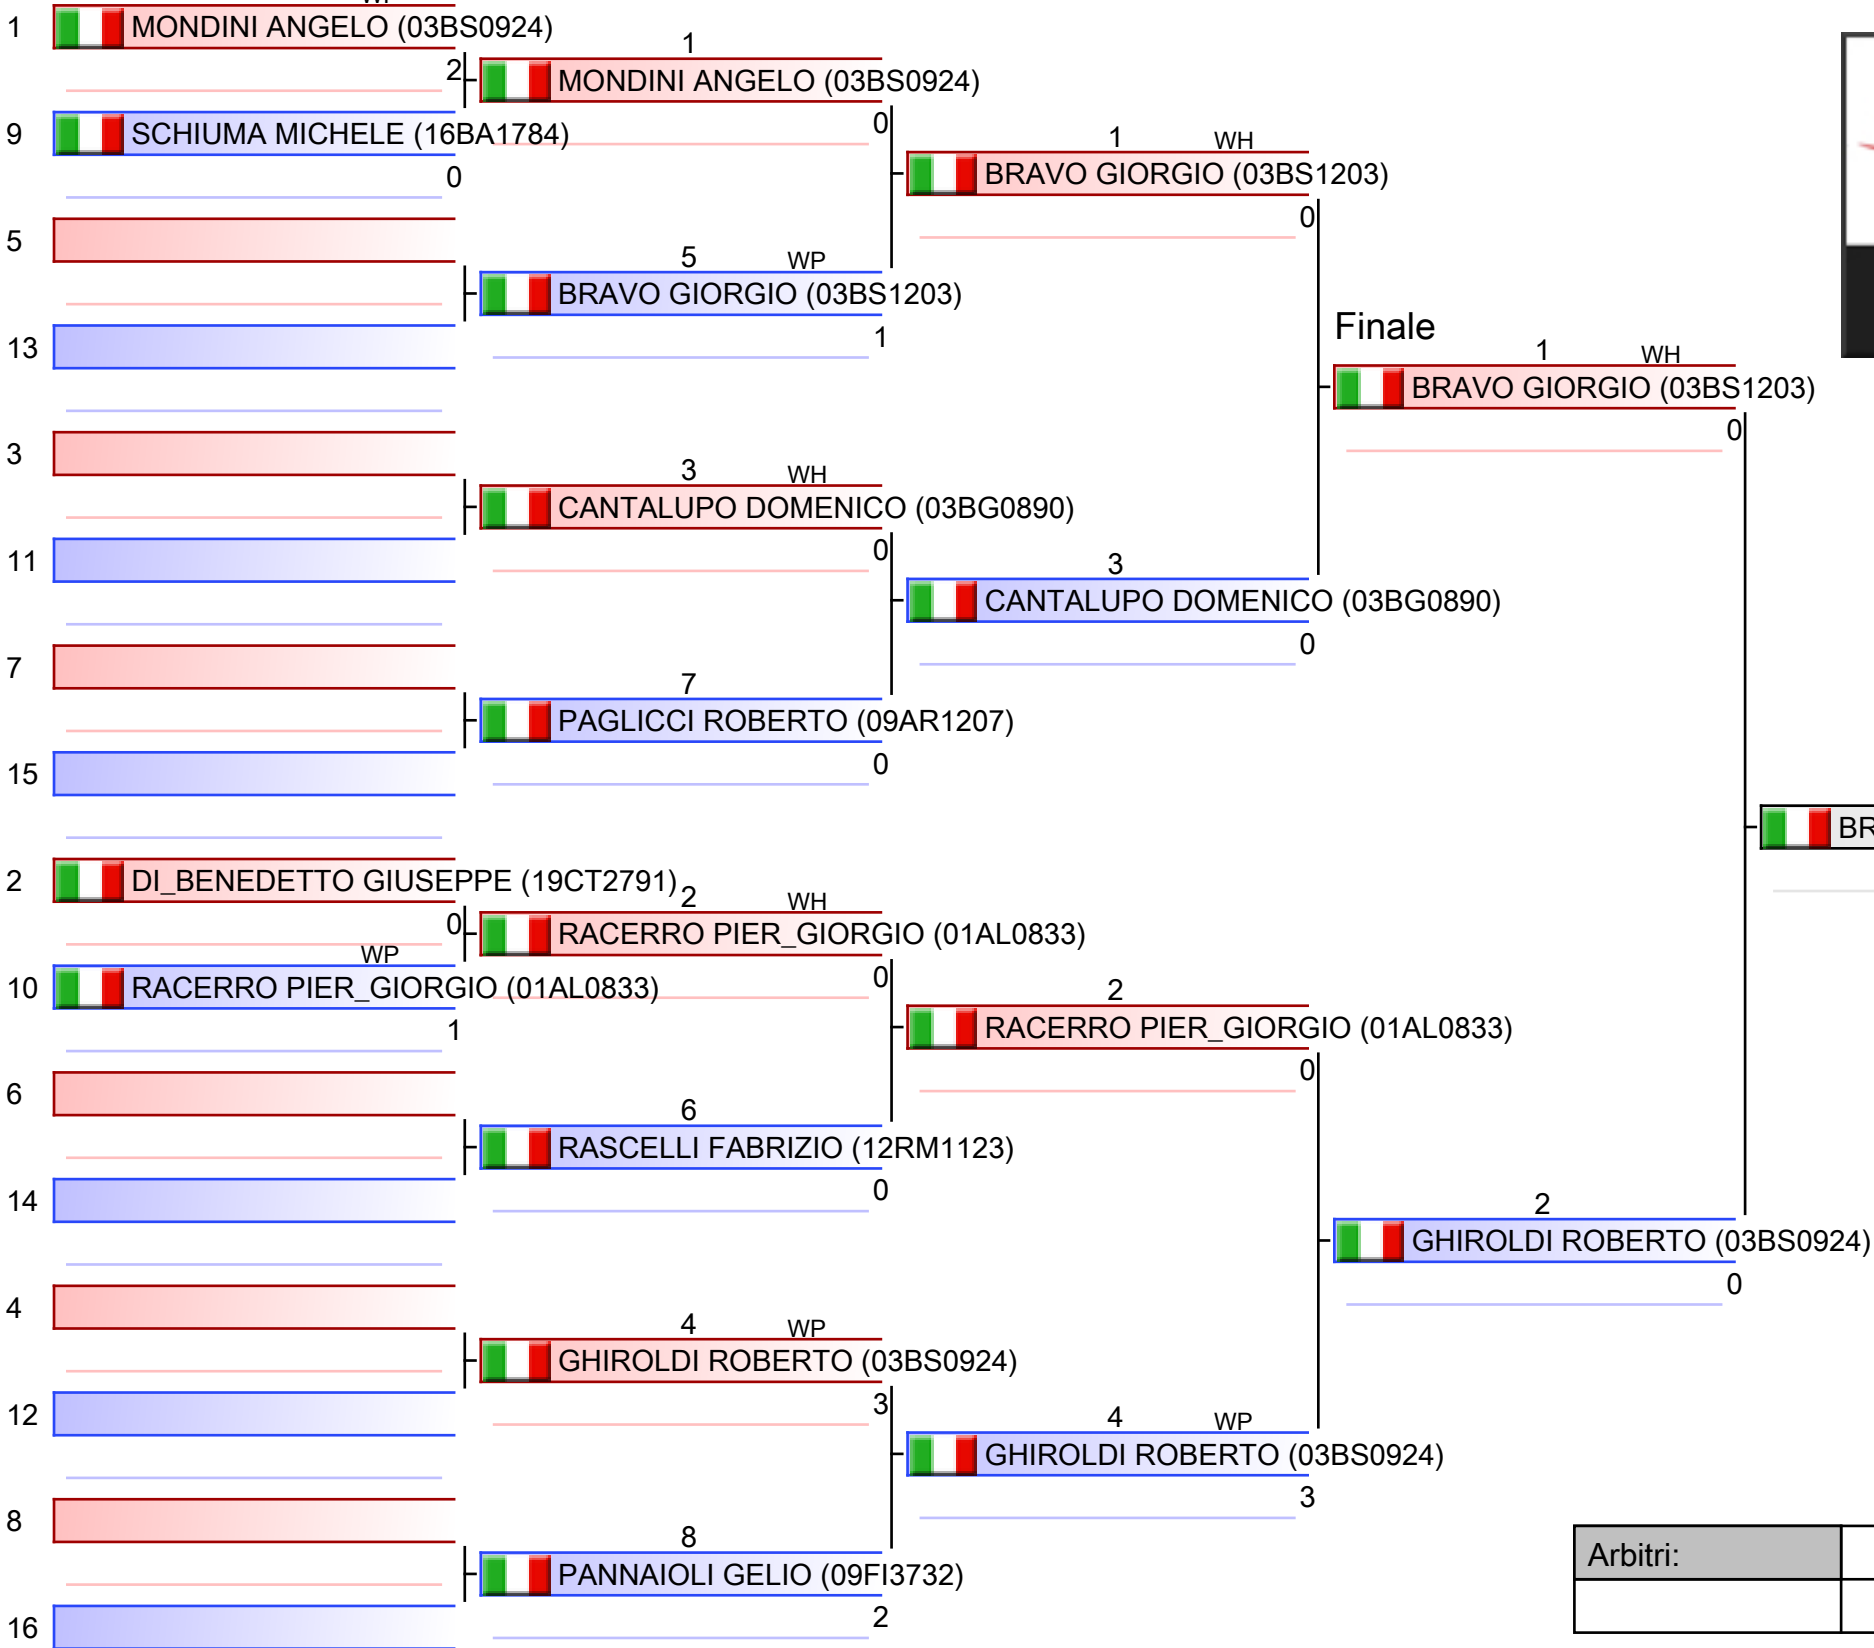 1 MONDINI ANGELO (03BS0924)
2
9 SCHIUMA MICHELE (16BA1784)
0
5
13
3
11
7
15
2 DI_BENEDETTO GIUSEPPE (19CT2791)
0
WP
10 RACERRO PIER_GIORGIO (01AL0833)
1
6
14
4
12
8
16
1
MONDINI ANGELO (03BS0924)
0
5 WP
BRAVO GIORGIO (03BS1203)
1
3 WH
CANTALUPO DOMENICO (03BG0890)
0
7
PAGLICCI ROBERTO (09AR1207)
0
2 WH
RACERRO PIER_GIORGIO (01AL0833)
0
6
RASCELLI FABRIZIO (12RM1123)
0
4 WP
GHIROLDI ROBERTO (03BS0924)
3
8
PANNAIOLI GELIO (09FI3732)
2
1 WH
BRAVO GIORGIO (03BS1203)
0
3
CANTALUPO DOMENICO (03BG0890)
0
2
RACERRO PIER_GIORGIO (01AL0833)
0
4 WP
GHIROLDI ROBERTO (03BS0924)
3
Finale
1 WH
BRAVO GIORGIO (03BS1203)
0
2
GHIROLDI ROBERTO (03BS0924)
0
BR
Arbitri: